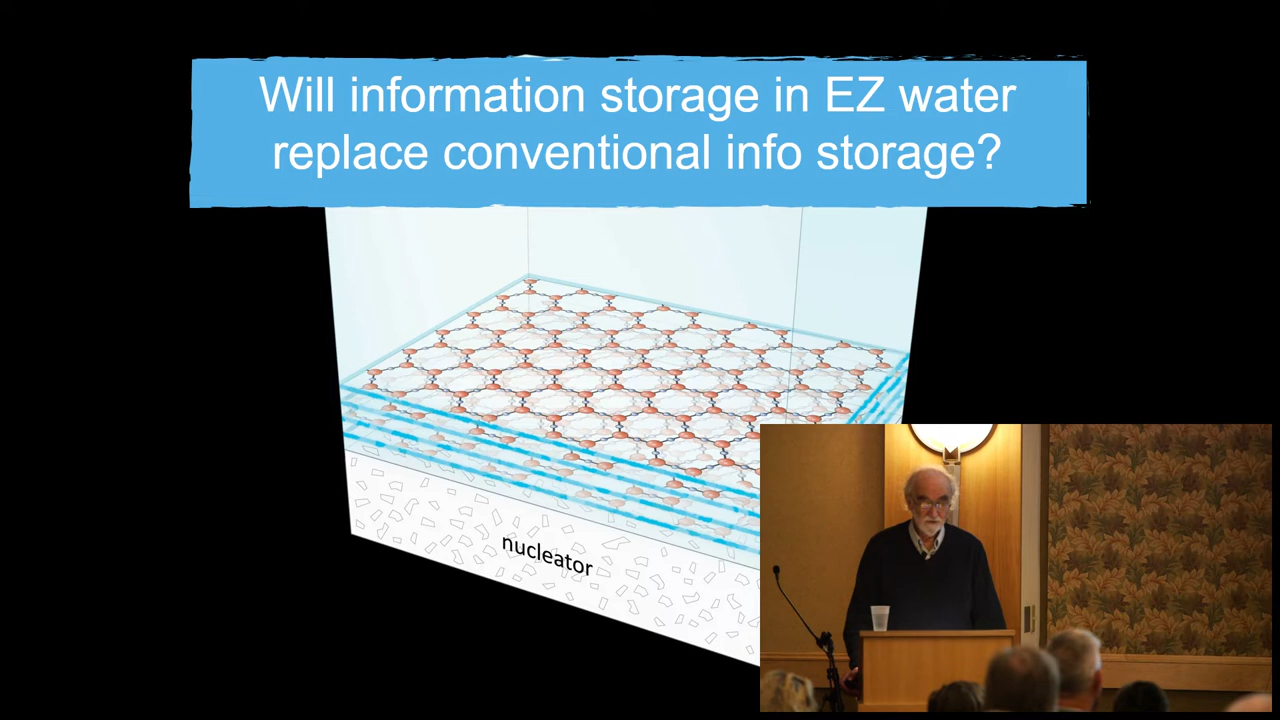 Will information storage in EZ water
replace conventional info storage?
nucleator